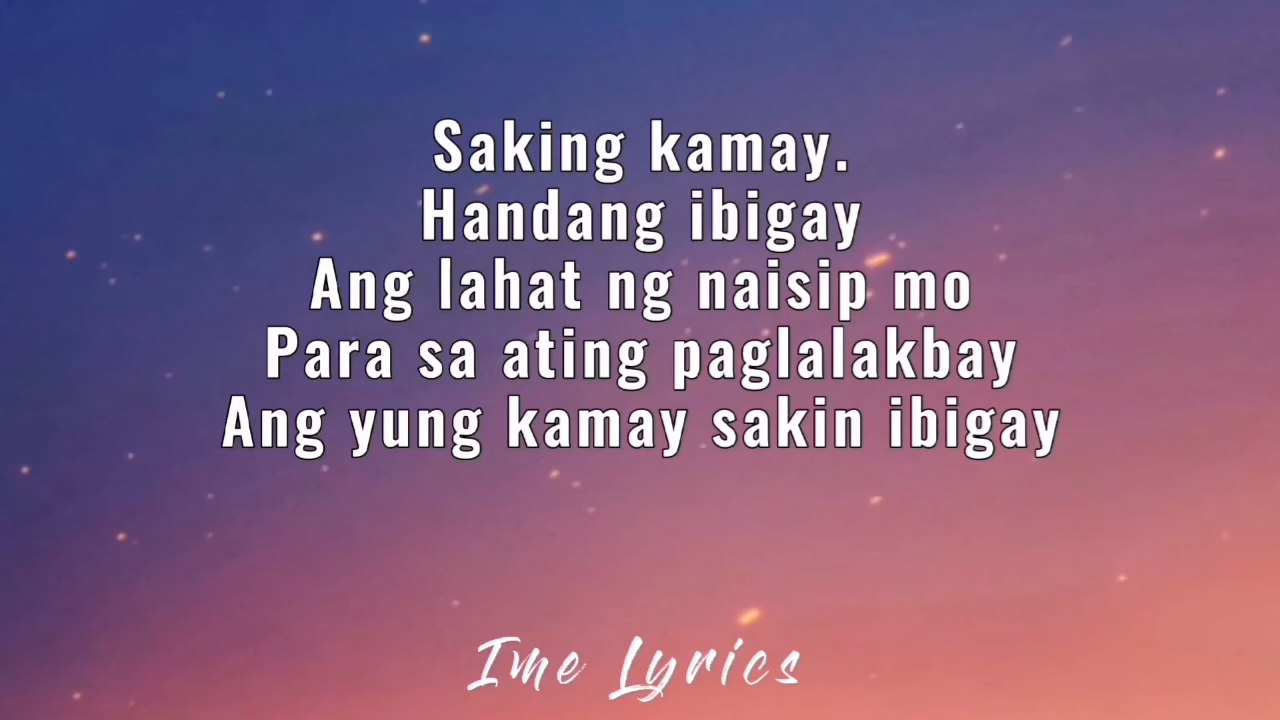 Saking kamay.
Handang ibigay
Ang lahat ng naisip mo
Para sa ating paglalakbay
Ang yung kamay sakin ibigay
Ime Lyrics